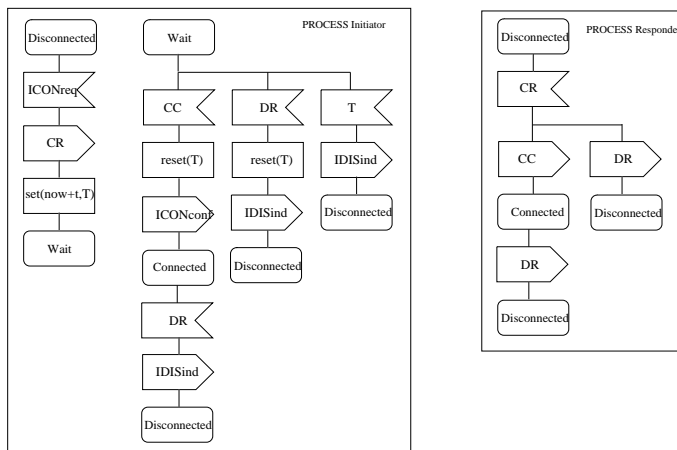 PROCESS Initiator
Disconnected
ICONreq
CR
set(now+t,T)
Wait
Wait
CC
reset(T)
ICONconf
Connected
DR
IDISind
Disconnected
DR
reset(T)
IDISind
Disconnected
T
IDISind
Disconnected
PROCESS Responde
Disconnected
CR
CC
Connected
DR
Disconnected
DR
Disconnected